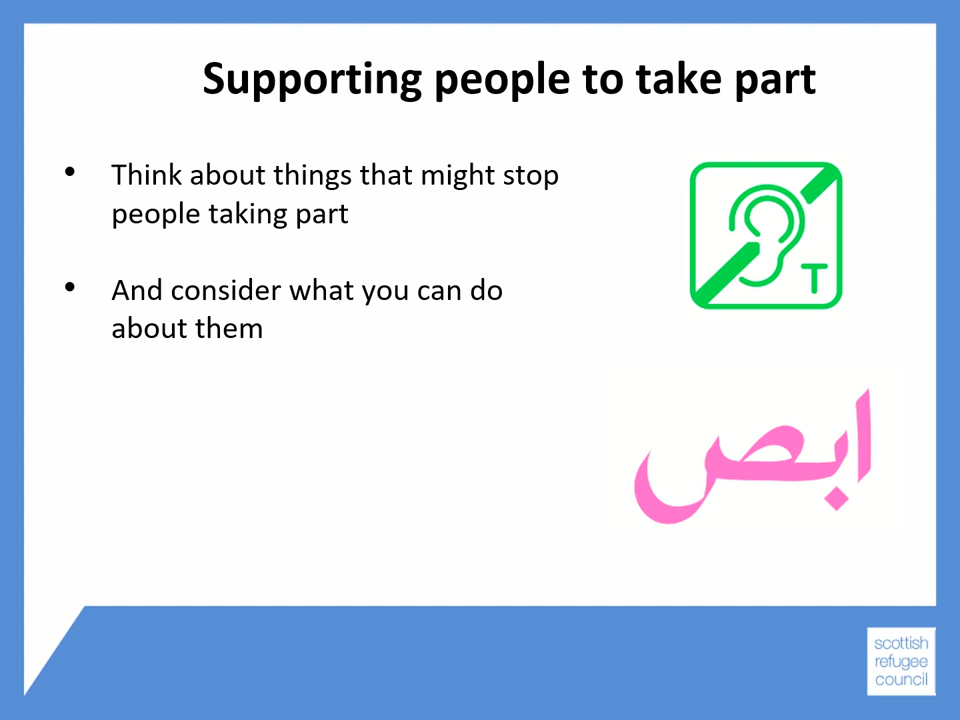 Supporting people to take part
• Think about things that might stop
people taking part
• And consider what you can do
about them
T
ابص
scottish
refugee
council